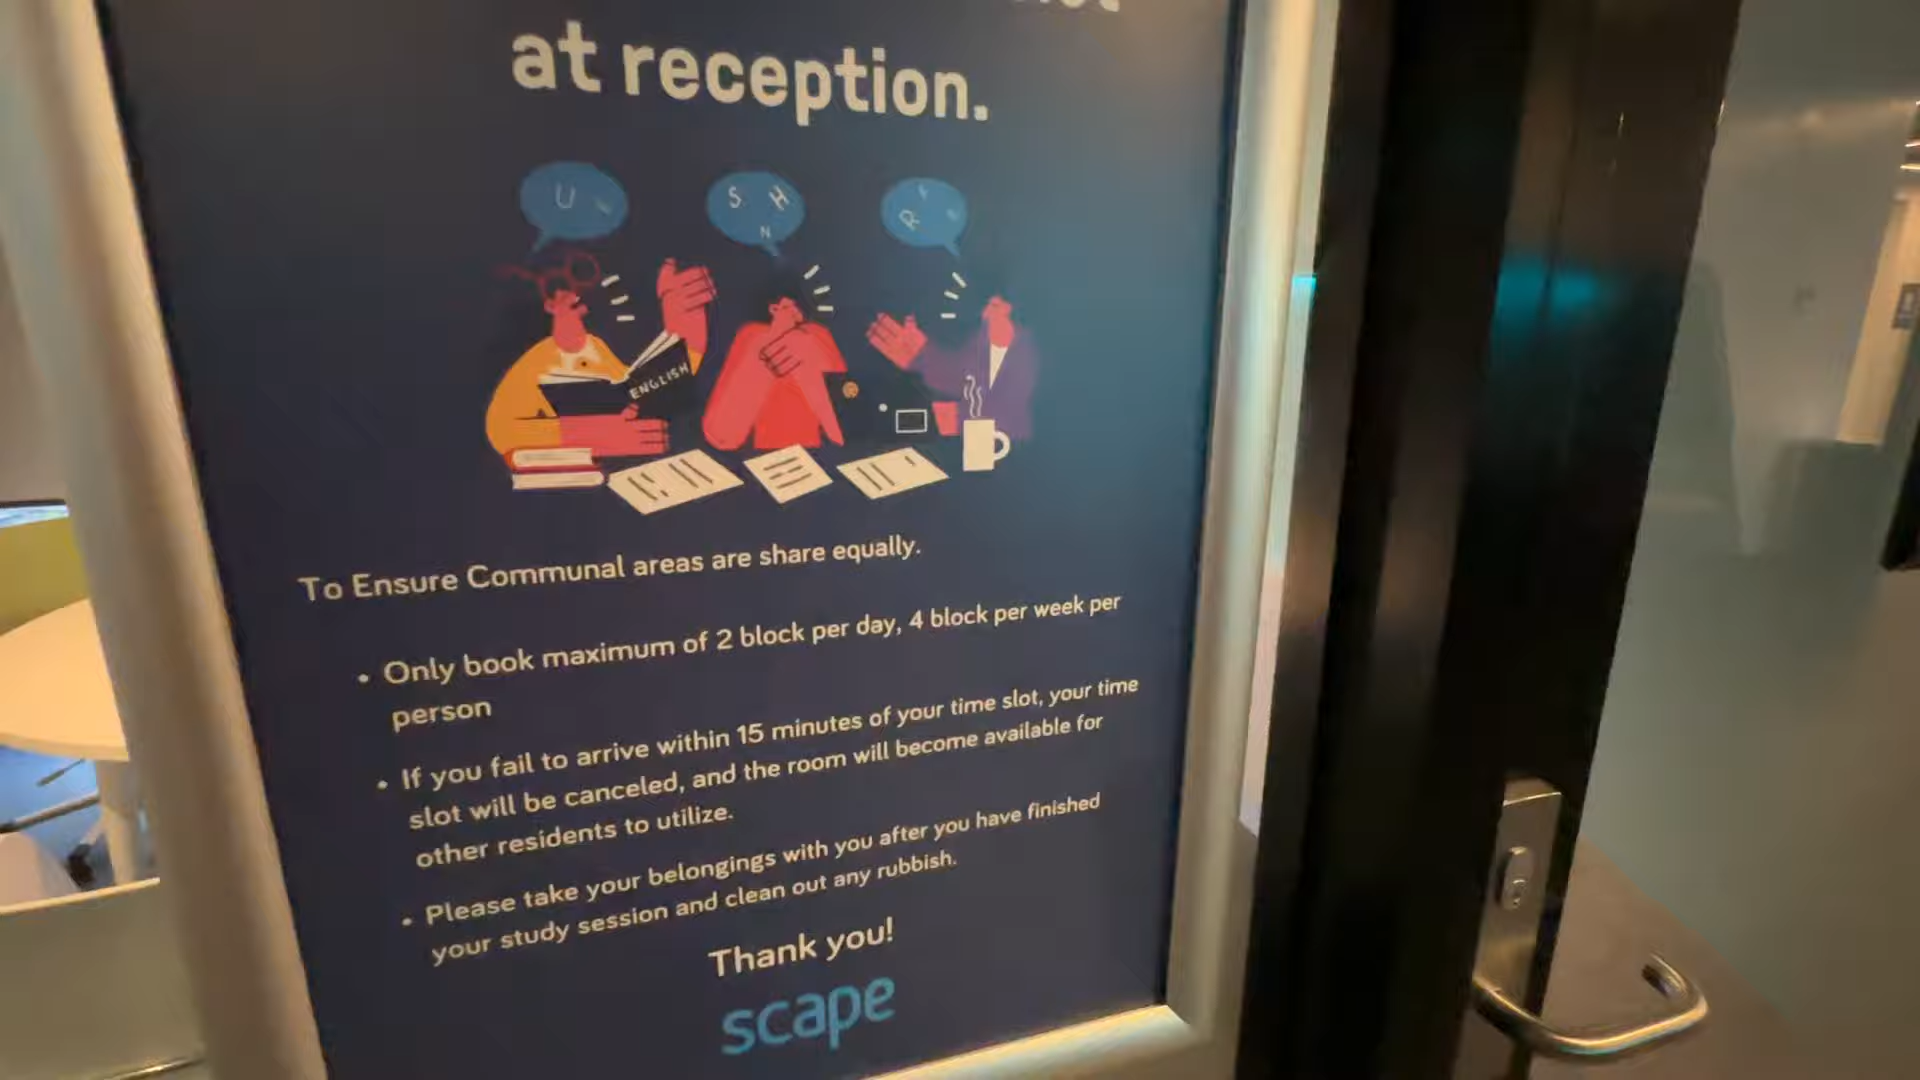 at reception.
U
S H
N
R
ENGLISH
To Ensure Communal areas are share equally.
• Only book maximum of 2 block per day, 4 block per week per
person
• If you fail to arrive within 15 minutes of your time slot, your time
slot will be canceled, and the room will become available for
other residents to utilize.
• Please take your belongings with you after you have finished
your study session and clean out any rubbish.
Thank you!
scape